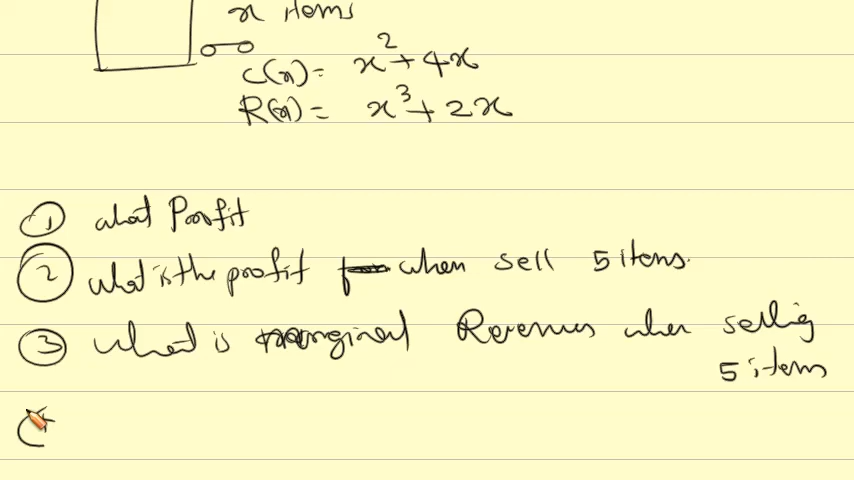 x items
C(x) = x² + 4x
R(x) = x³ + 2x
① what Profit
② what is the profit when sell 5 items.
③ what is marginal Revenues when selling
5 items